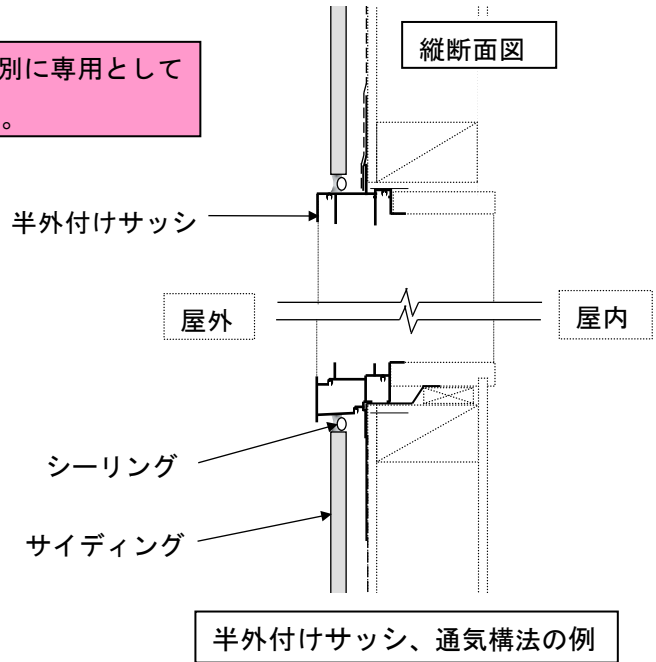 別に専用として
。
縦断面図
半外付けサッシ
屋外
屋内
シーリング
サイディング
半外付けサッシ、通気構法の例